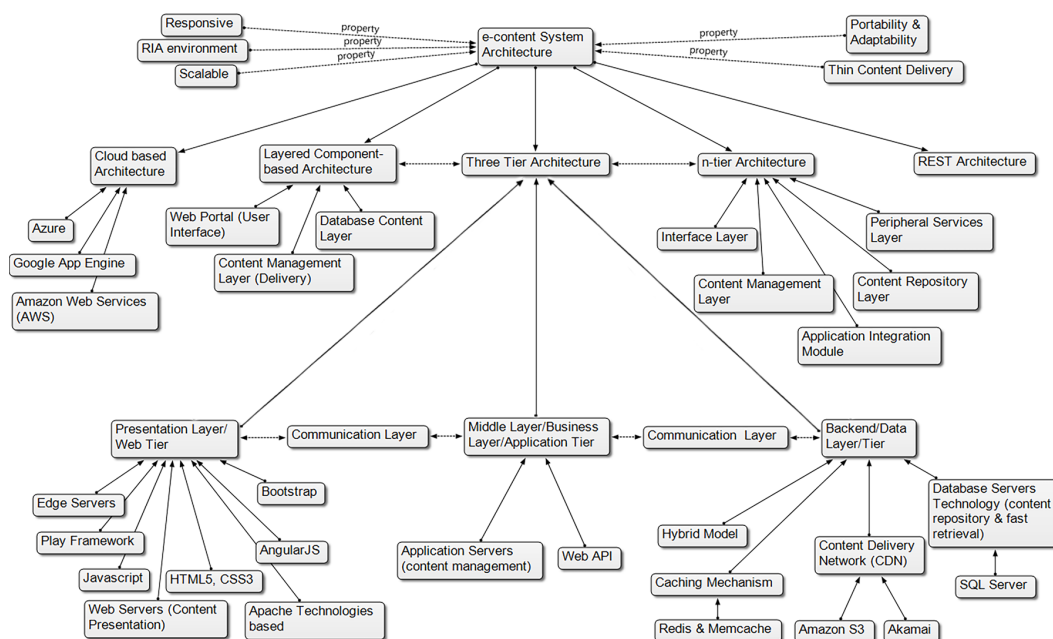 Responsive
property
e-content System
Architecture
Portability &
Adaptability
RIA environment
property
property
Scalable
property
property
Thin Content Delivery
Cloud based
Architecture
Layered Component-
based Architecture
Three Tier Architecture
n-tier Architecture
REST Architecture
Azure
Google App Engine
Amazon Web Services
(AWS)
Web Portal (User
Interface)
Database Content
Layer
Content Management
Layer (Delivery)
Interface Layer
Peripheral Services
Layer
Content Management
Layer
Content Repository
Layer
Application Integration
Module
Presentation Layer/
Web Tier
Communication Layer
Middle Layer/Business
Layer/Application Tier
Communication Layer
Backend/Data
Layer/Tier
Edge Servers
Bootstrap
Play Framework
AngularJS
Javascript
HTML5, CSS3
Web Servers (Content
Presentation)
Apache Technologies
based
Application Servers
(content management)
Web API
Hybrid Model
Database Servers
Technology (content
repository & fast
retrieval)
Caching Mechanism
Content Delivery
Network (CDN)
SQL Server
Redis & Memcache
Amazon S3
Akamai